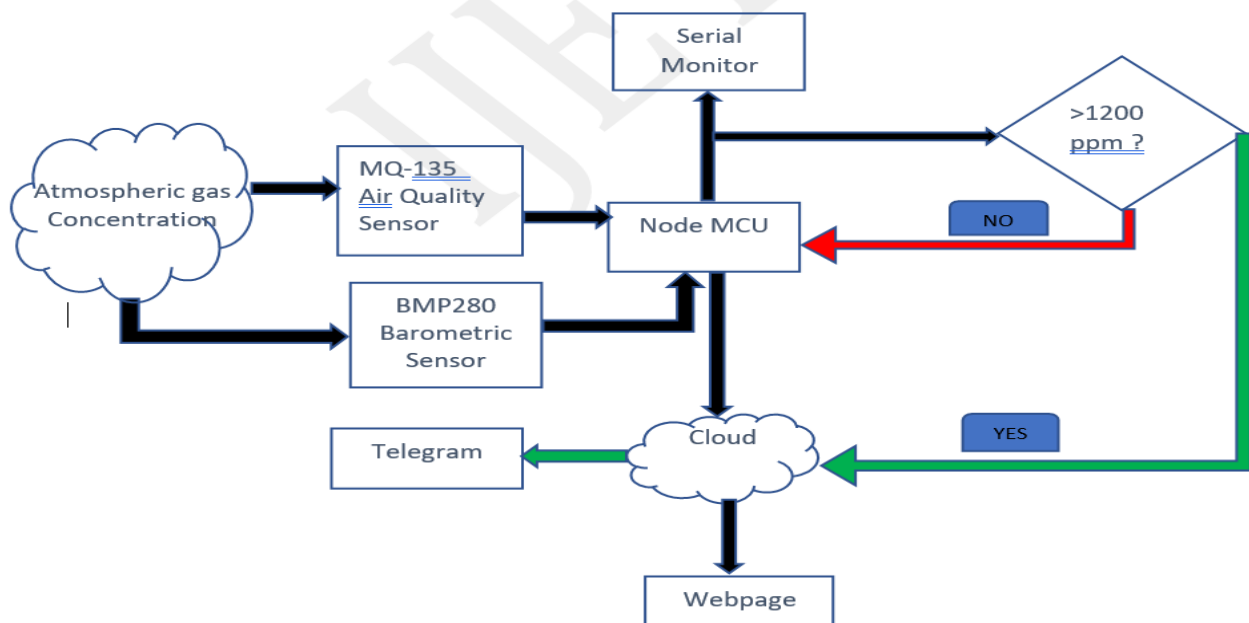 Serial
Monitor
>1200
ppm ?
Atmospheric gas
Concentration
MQ-135
Air Quality
Sensor
Node MCU
NO
BMP280
Barometric
Sensor
Telegram
Cloud
YES
Webpage